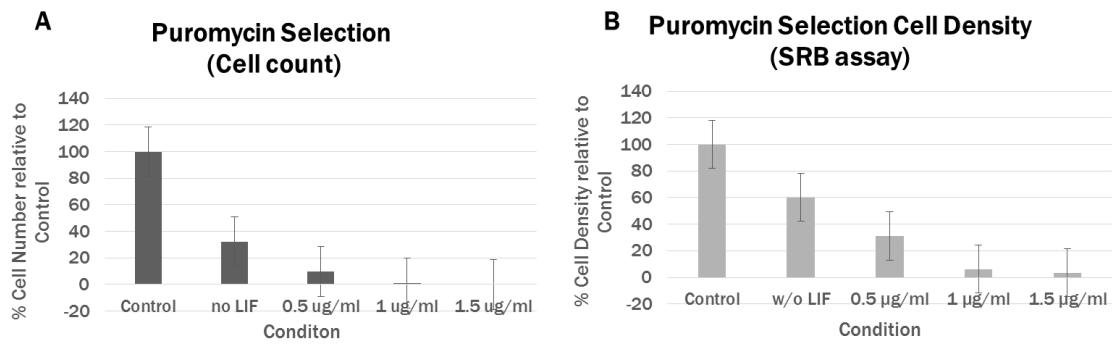 A
Puromycin Selection
(Cell count)
% Cell Number relative to
Control
140
120
100
80
60
40
20
0
-20
Control no LIF 0.5 ug/ml 1 ug/ml 1.5 ug/ml
Conditon
B
Puromycin Selection Cell Density
(SRB assay)
% Cell Density relative to
Control
140
120
100
80
60
40
20
0
-20
Control w/o LIF 0.5 µg/ml 1 µg/ml 1.5 µg/ml
Condition